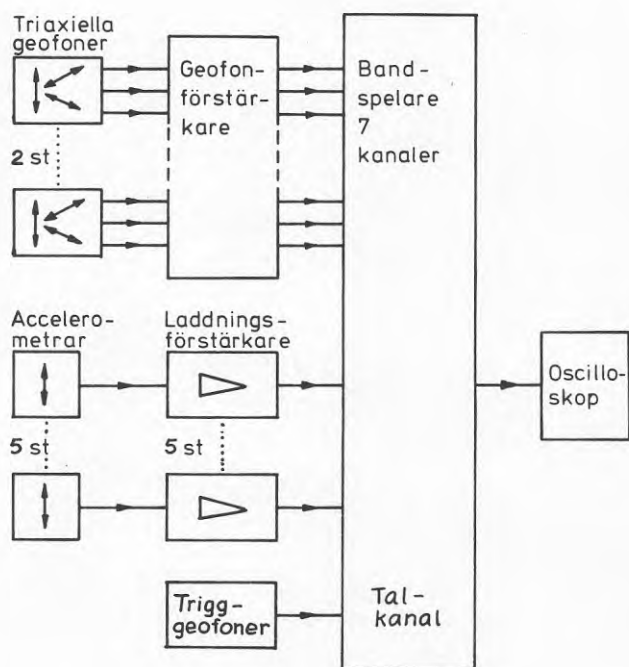 Triaxiella
geofoner
Geofon-
förstär-
kare
Band-
spelare
7
kanaler
2 st
Accelero-
metrar
Laddnings-
förstärkare
5 st
5 st
Oscillo-
skop
Trigg-
geofoner
Tal-
kanal